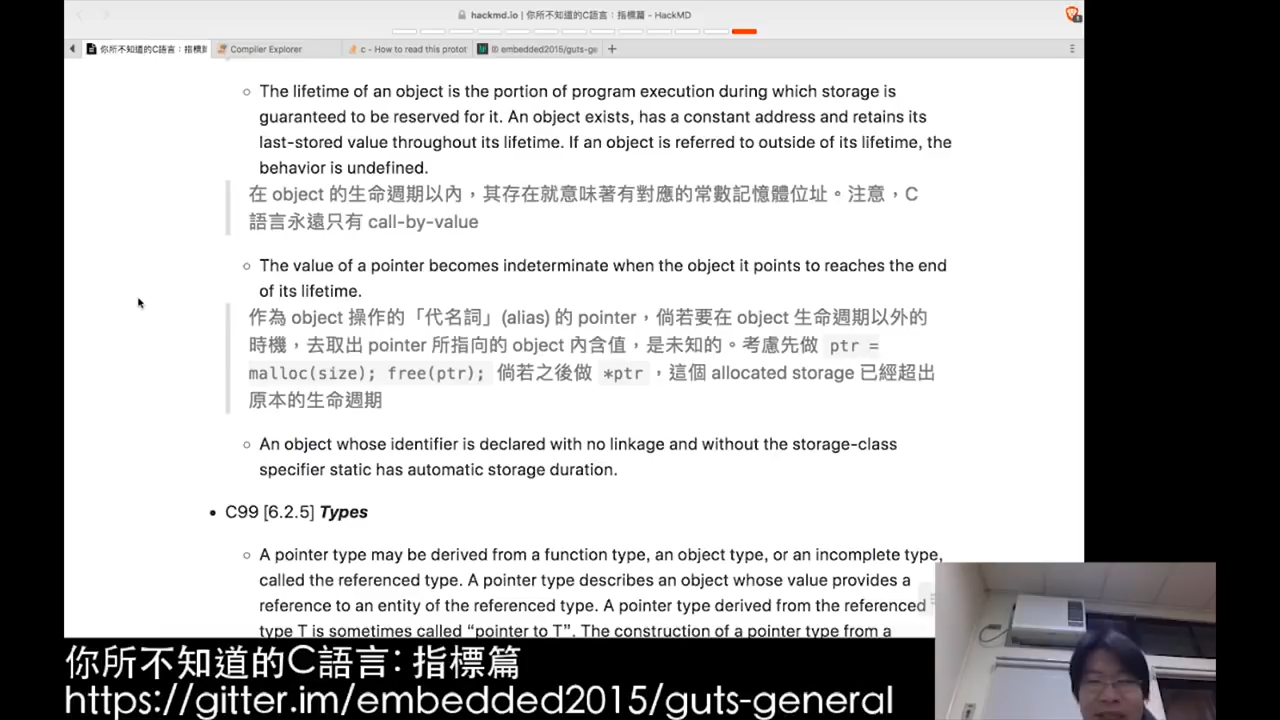 hackmd.io | 你所不知道的C語言：指標篇 - HackMD
你所不知道的C語言：指標
Compiler Explorer
c - How to read this protot
embedded2015/guts-ge
The lifetime of an object is the portion of program execution during which storage is
guaranteed to be reserved for it. An object exists, has a constant address and retains its
last-stored value throughout its lifetime. If an object is referred to outside of its lifetime, the
behavior is undefined.
在 object 的生命週期以內，其存在就意味著有對應的常數記憶體位址。注意，C
語言永遠只有 call-by-value
The value of a pointer becomes indeterminate when the object it points to reaches the end
of its lifetime.
作為 object 操作的「代名詞」(alias) 的 pointer，倘若要在 object 生命週期以外的
時機，去取出 pointer 所指向的 object 內含值，是未知的。考慮先做 ptr =
malloc(size); free(ptr); 倘若之後做 *ptr ，這個 allocated storage 已經超出
原本的生命週期
An object whose identifier is declared with no linkage and without the storage-class
specifier static has automatic storage duration.
C99 [6.2.5] Types
A pointer type may be derived from a function type, an object type, or an incomplete type,
called the referenced type. A pointer type describes an object whose value provides a
reference to an entity of the referenced type. A pointer type derived from the referenced
type T is sometimes called “pointer to T”. The construction of a pointer type from a
你所不知道的C語言: 指標篇
https://gitter.im/embedded2015/guts-general